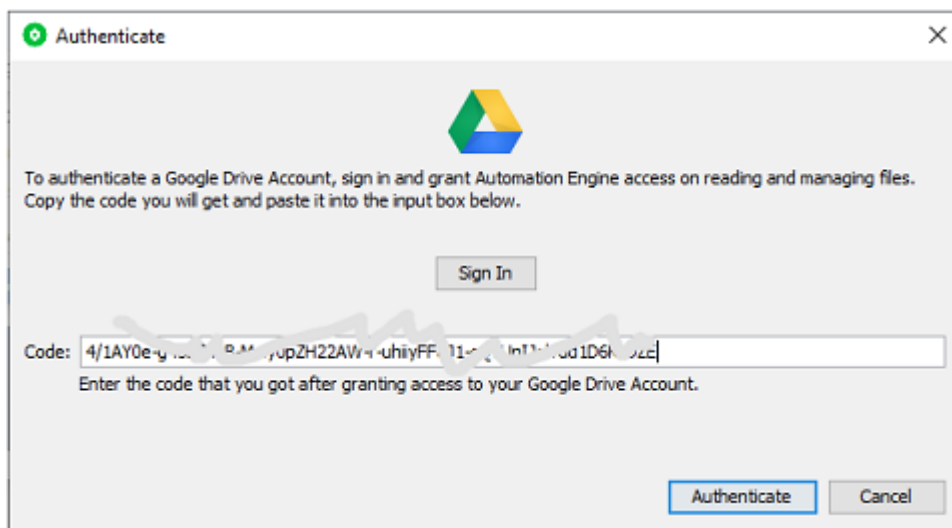 Authenticate
To authenticate a Google Drive Account, sign in and grant Automation Engine access on reading and managing files.
Copy the code you will get and paste it into the input box below.
Sign In
Code:
Enter the code that you got after granting access to your Google Drive Account.
Authenticate Cancel